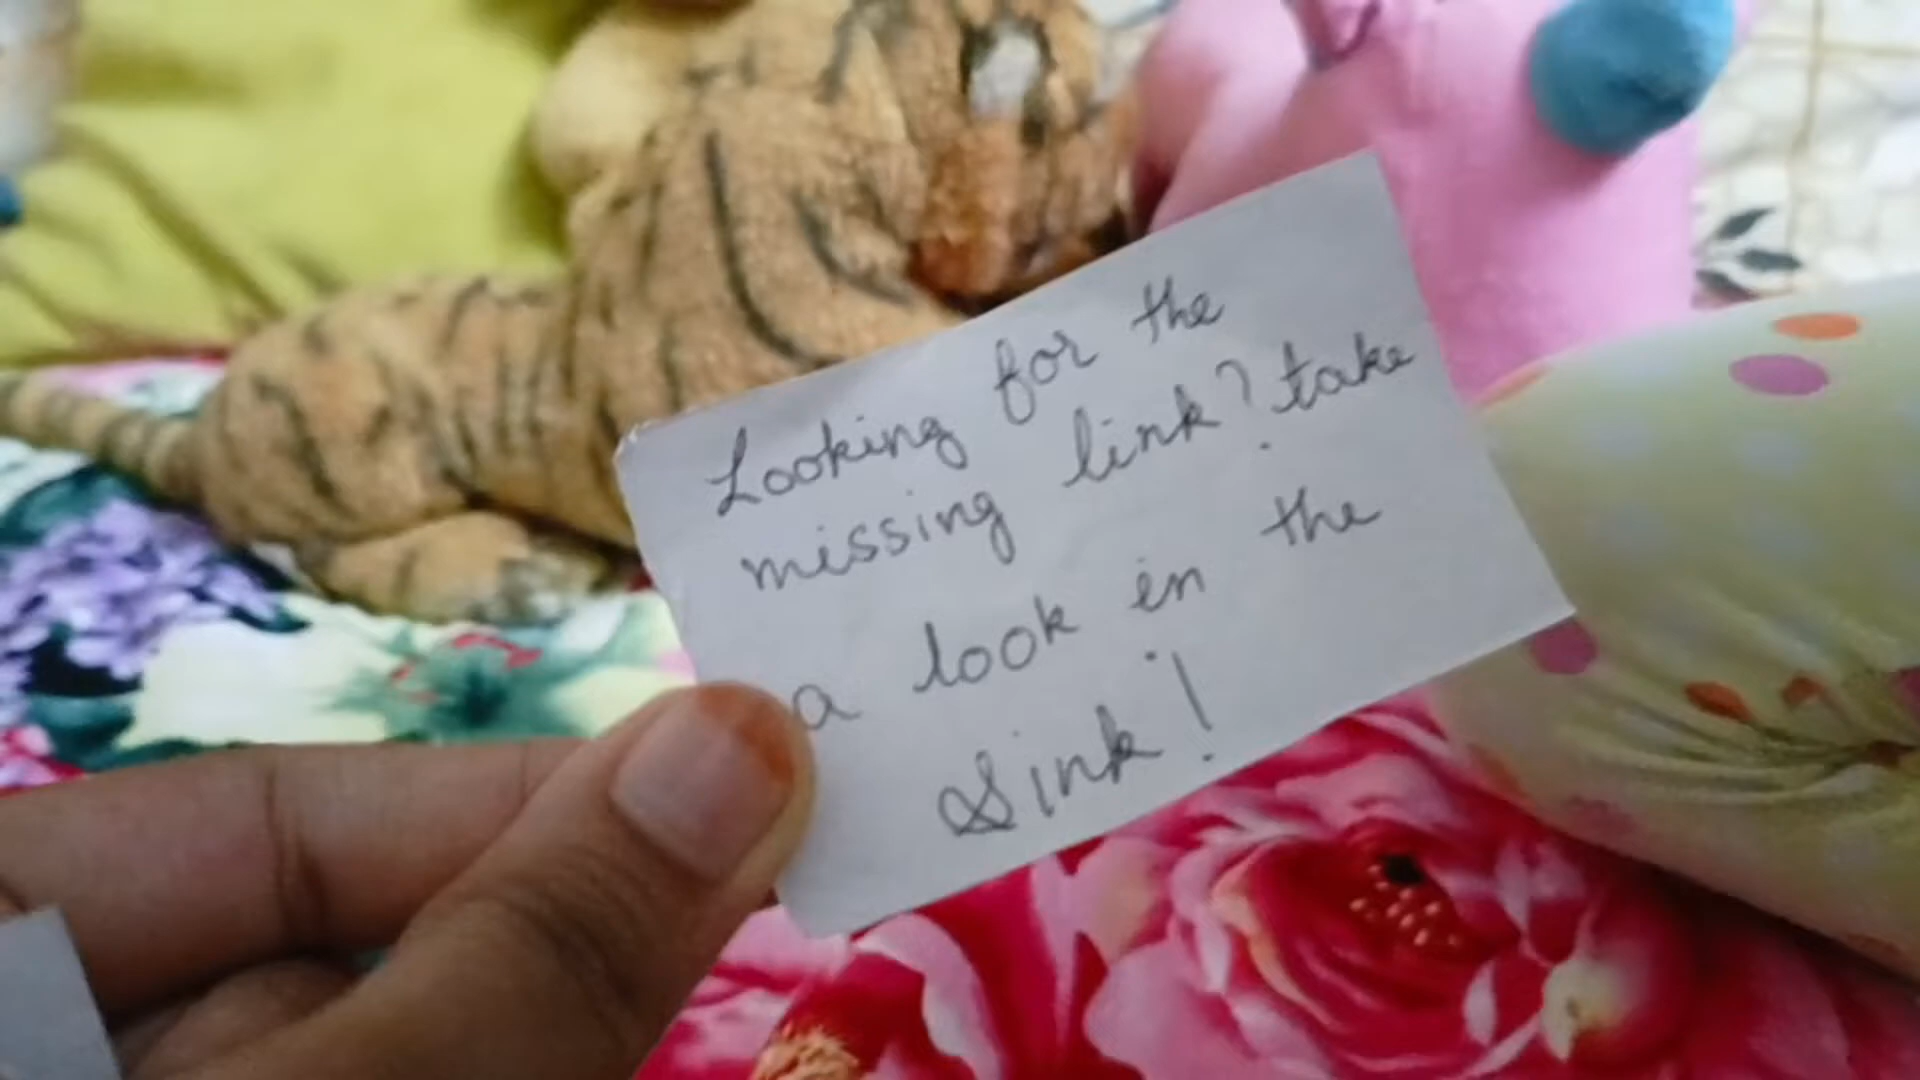 Looking for the
missing link? take
a look in the
Sink!